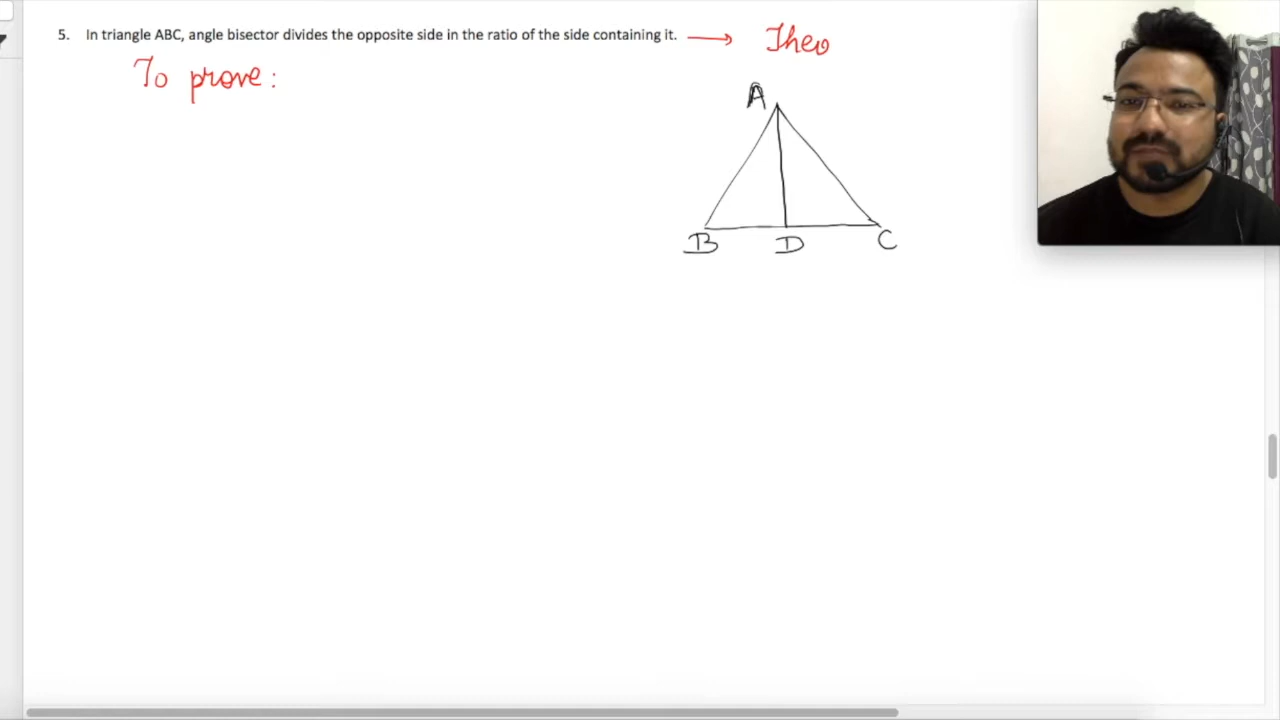 5. In triangle ABC, angle bisector divides the opposite side in the ratio of the side containing it. → Theo
To prove:
A
B D C